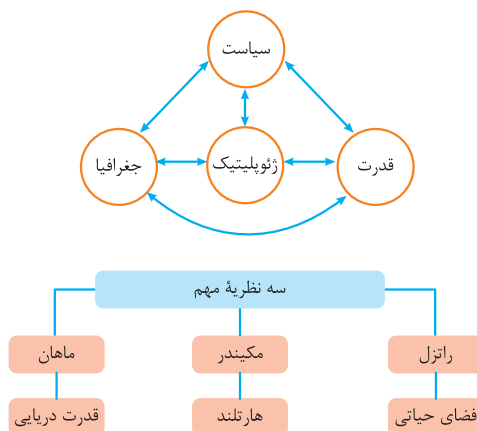 سیاست
قدرت
ژئوپلیتیک
جغرافیا
سه نظریهٔ مهم
راتزل
مکیندر
ماهان
فضای حیاتی
هارتلند
قدرت دریایی